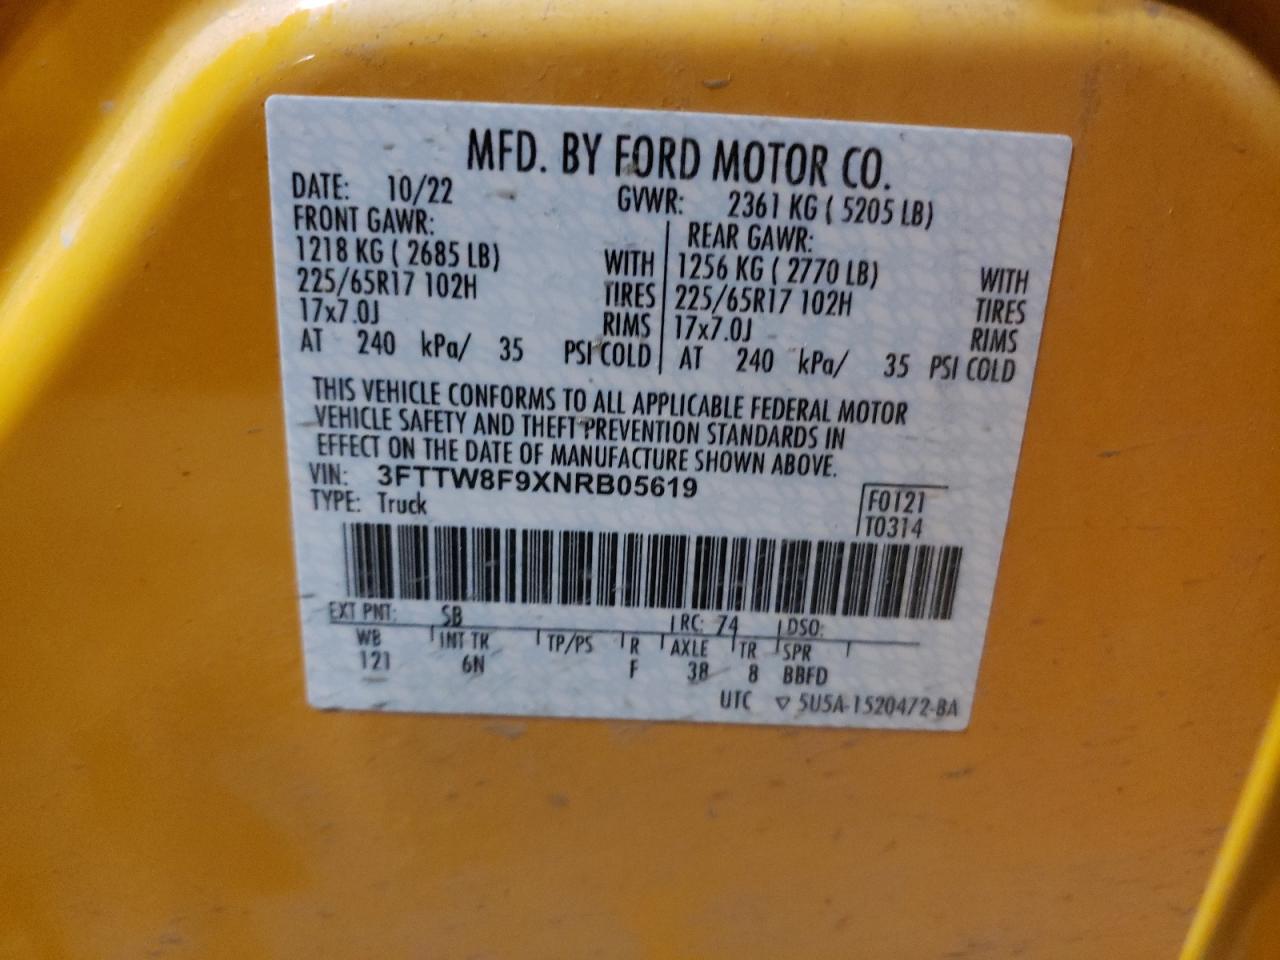 MFD. BY FORD MOTOR CO.
DATE: 10/22 GVWR: 2361 KG ( 5205 LB)
FRONT GAWR:
1218 KG ( 2685 LB) WITH
225/65R17 102H TIRES
17x7.0J RIMS
AT 240 kPa/ 35 PSI COLD
REAR GAWR:
1256 KG ( 2770 LB) WITH
225/65R17 102H TIRES
17x7.0J RIMS
AT 240 kPa/ 35 PSI COLD
THIS VEHICLE CONFORMS TO ALL APPLICABLE FEDERAL MOTOR
VEHICLE SAFETY AND THEFT PREVENTION STANDARDS IN
EFFECT ON THE DATE OF MANUFACTURE SHOWN ABOVE.
VIN: 3FTTW8F9XNRB05619
TYPE: Truck
F0121
T0314
EXT PNT: SB RC: 74 DSO:
WB INT TR TP/PS R AXLE TR SPR
121 6N F 38 8 BBFD
UTC ▽ 5U5A-1520472-BA